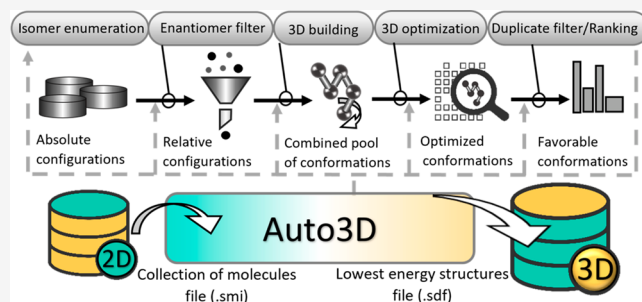 Isomer enumeration
Enantiomer filter
3D building
3D optimization
Duplicate filter/Ranking
Absolute
configurations
Relative
configurations
Combined pool
of conformations
Optimized
conformations
Favorable
conformations
Auto3D
2D
3D
Collection of molecules
file (.smi)
Lowest energy structures
file (.sdf)